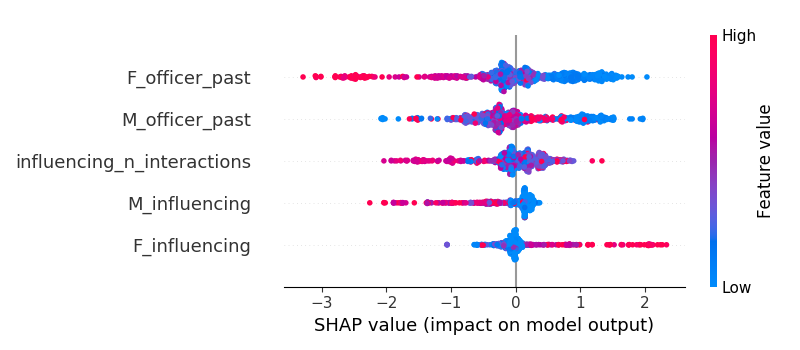 High
F_officer_past
M_officer_past
influencing_n_interactions
M_influencing
F_influencing
Feature value
Low
−3 −2 −1 0 1 2
SHAP value (impact on model output)